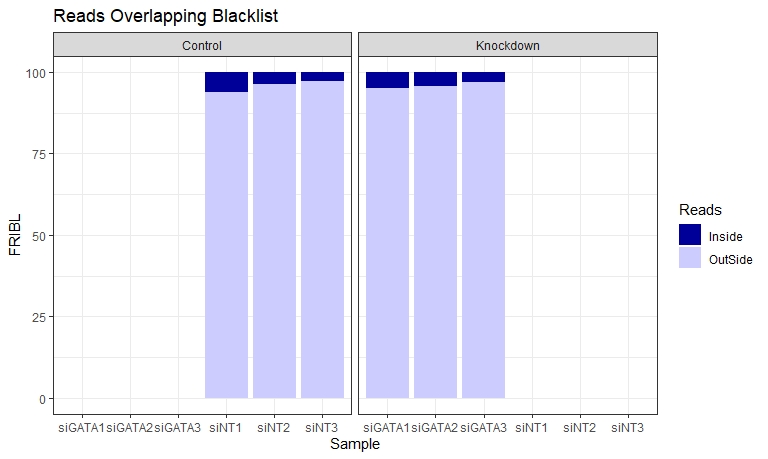 Reads Overlapping Blacklist
Control Knockdown
100
75
50
25
0
FRIBL
siGATA1 siGATA2 siGATA3 siNT1 siNT2 siNT3 siGATA1 siGATA2 siGATA3 siNT1 siNT2 siNT3
Sample
Reads
Inside
OutSide